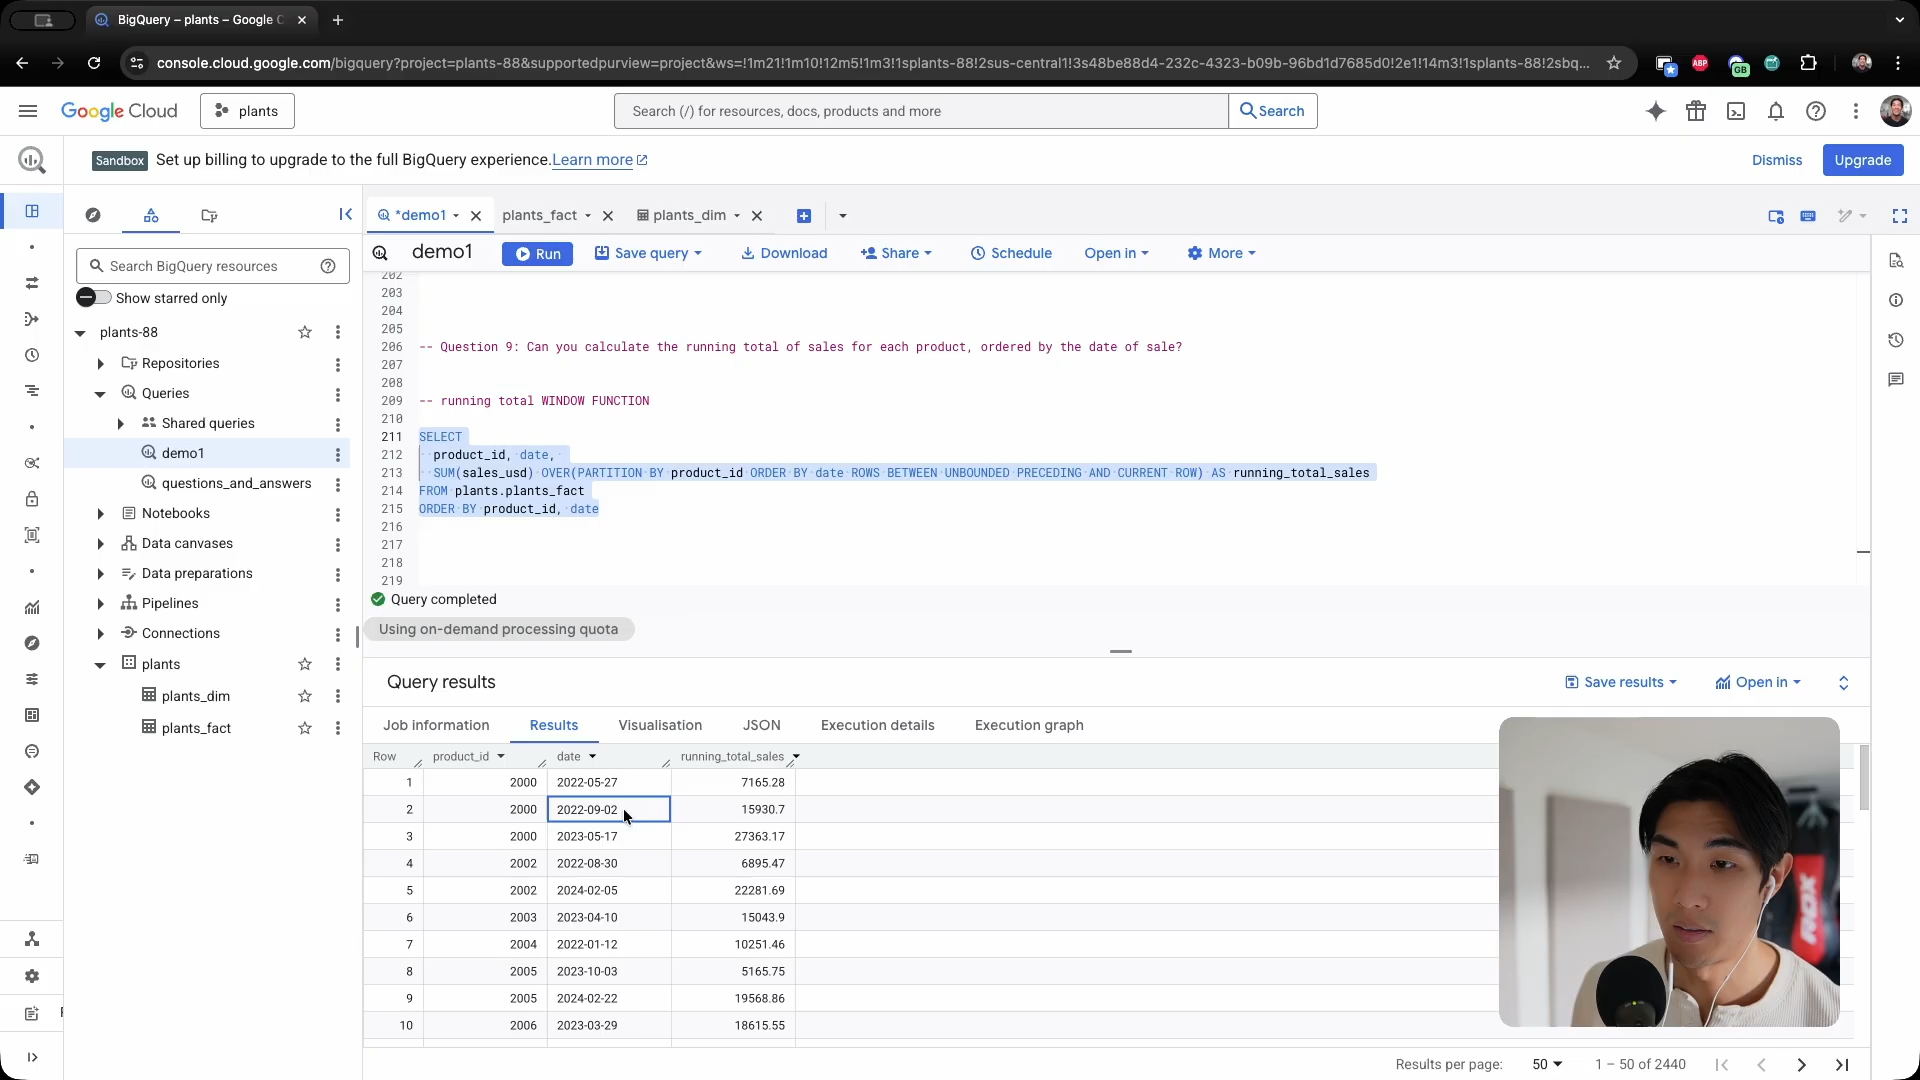 BigQuery – plants – Google C
console.cloud.google.com/bigquery?project=plants-88&supportedpurview=project&ws=!1m21!1m10!12m5!1m3!1splants-88!2sus-central1!3s48be88d4-232c-4323-b09b-96bd1d7685d0!2e1!14m3!1splants-88!2sbq...
ABP
GB
Google Cloud
plants
Search (/) for resources, docs, products and more
Search
Sandbox
Set up billing to upgrade to the full BigQuery experience. Learn more
Dismiss
Upgrade
*demo1
plants_fact
plants_dim
demo1
Run
Save query
Download
Share
Schedule
Open in
More
Search BigQuery resources
Show starred only
plants-88
Repositories
Queries
Shared queries
demo1
questions_and_answers
Notebooks
Data canvases
Data preparations
Pipelines
Connections
plants
plants_dim
plants_fact
202
203
204
205
206 -- Question 9: Can you calculate the running total of sales for each product, ordered by the date of sale?
207
208
209 -- running total WINDOW FUNCTION
210
211 SELECT
212 product_id, date,
213 SUM(sales_usd) OVER(PARTITION BY product_id ORDER BY date ROWS BETWEEN UNBOUNDED PRECEDING AND CURRENT ROW) AS running_total_sales
214 FROM plants.plants_fact
215 ORDER BY product_id, date
216
217
218
219
Query completed
Using on-demand processing quota
Query results
Save results
Open in
Job information
Results
Visualisation
JSON
Execution details
Execution graph
Row product_id date running_total_sales
1 2000 2022-05-27 7165.28
2 2000 2022-09-02 15930.7
3 2000 2023-05-17 27363.17
4 2002 2022-08-30 6895.47
5 2002 2024-02-05 22281.69
6 2003 2023-04-10 15043.9
7 2004 2022-01-12 10251.46
8 2005 2023-10-03 5165.75
9 2005 2024-02-22 19568.86
10 2006 2023-03-29 18615.55
Results per page: 50 1 – 50 of 2440